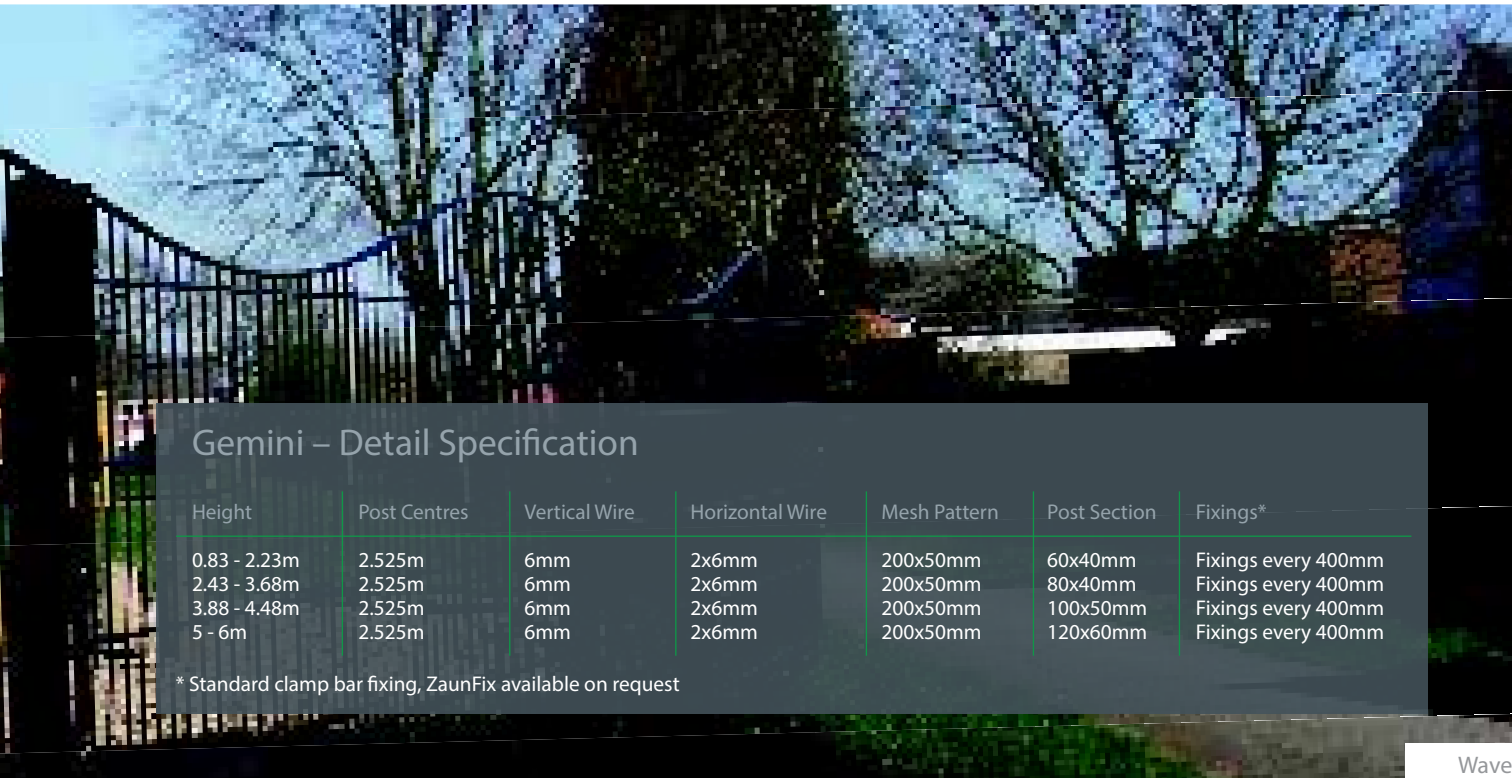 Gemini – Detail Specification
Height Post Centres Vertical Wire Horizontal Wire Mesh Pattern Post Section Fixings*
0.83 - 2.23m 2.525m 6mm 2x6mm 200x50mm 60x40mm Fixings every 400mm
2.43 - 3.68m 2.525m 6mm 2x6mm 200x50mm 80x40mm Fixings every 400mm
3.88 - 4.48m 2.525m 6mm 2x6mm 200x50mm 100x50mm Fixings every 400mm
5 - 6m 2.525m 6mm 2x6mm 200x50mm 120x60mm Fixings every 400mm
* Standard clamp bar fixing, ZaunFix available on request
Wave